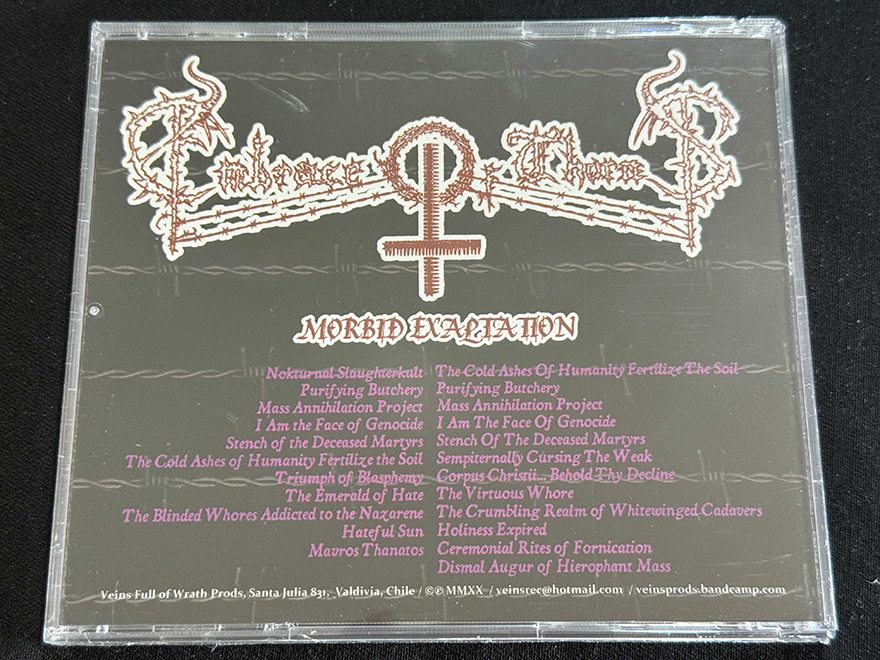 Embrace Of Thorns
MORBID EXALTATION
Nokturnal Slaughterkult
Purifying Butchery
Mass Annihilation Project
I Am the Face of Genocide
Stench of the Deceased Martyrs
The Cold Ashes of Humanity Fertilize the Soil
Triumph of Blasphemy
The Emerald of Hate
The Blinded Whores Addicted to the Nazarene
Hateful Sun
Mavros Thanatos
The Cold Ashes Of Humanity Fertilize The Soil
Purifying Butchery
Mass Annihilation Project
I Am The Face Of Genocide
Stench Of The Deceased Martyrs
Sempiternally Cursing The Weak
Corpus Christii... Behold Thy Decline
The Virtuous Whore
The Crumbling Realm of Whitewinged Cadavers
Holiness Expired
Ceremonial Rites of Fornication
Dismal Augur of Hierophant Mass
Veins Full of Wrath Prods, Santa Julia 831, Valdivia, Chile / ©℗ MMXX / veinsrec@hotmail.com / veinsprods.bandcamp.com